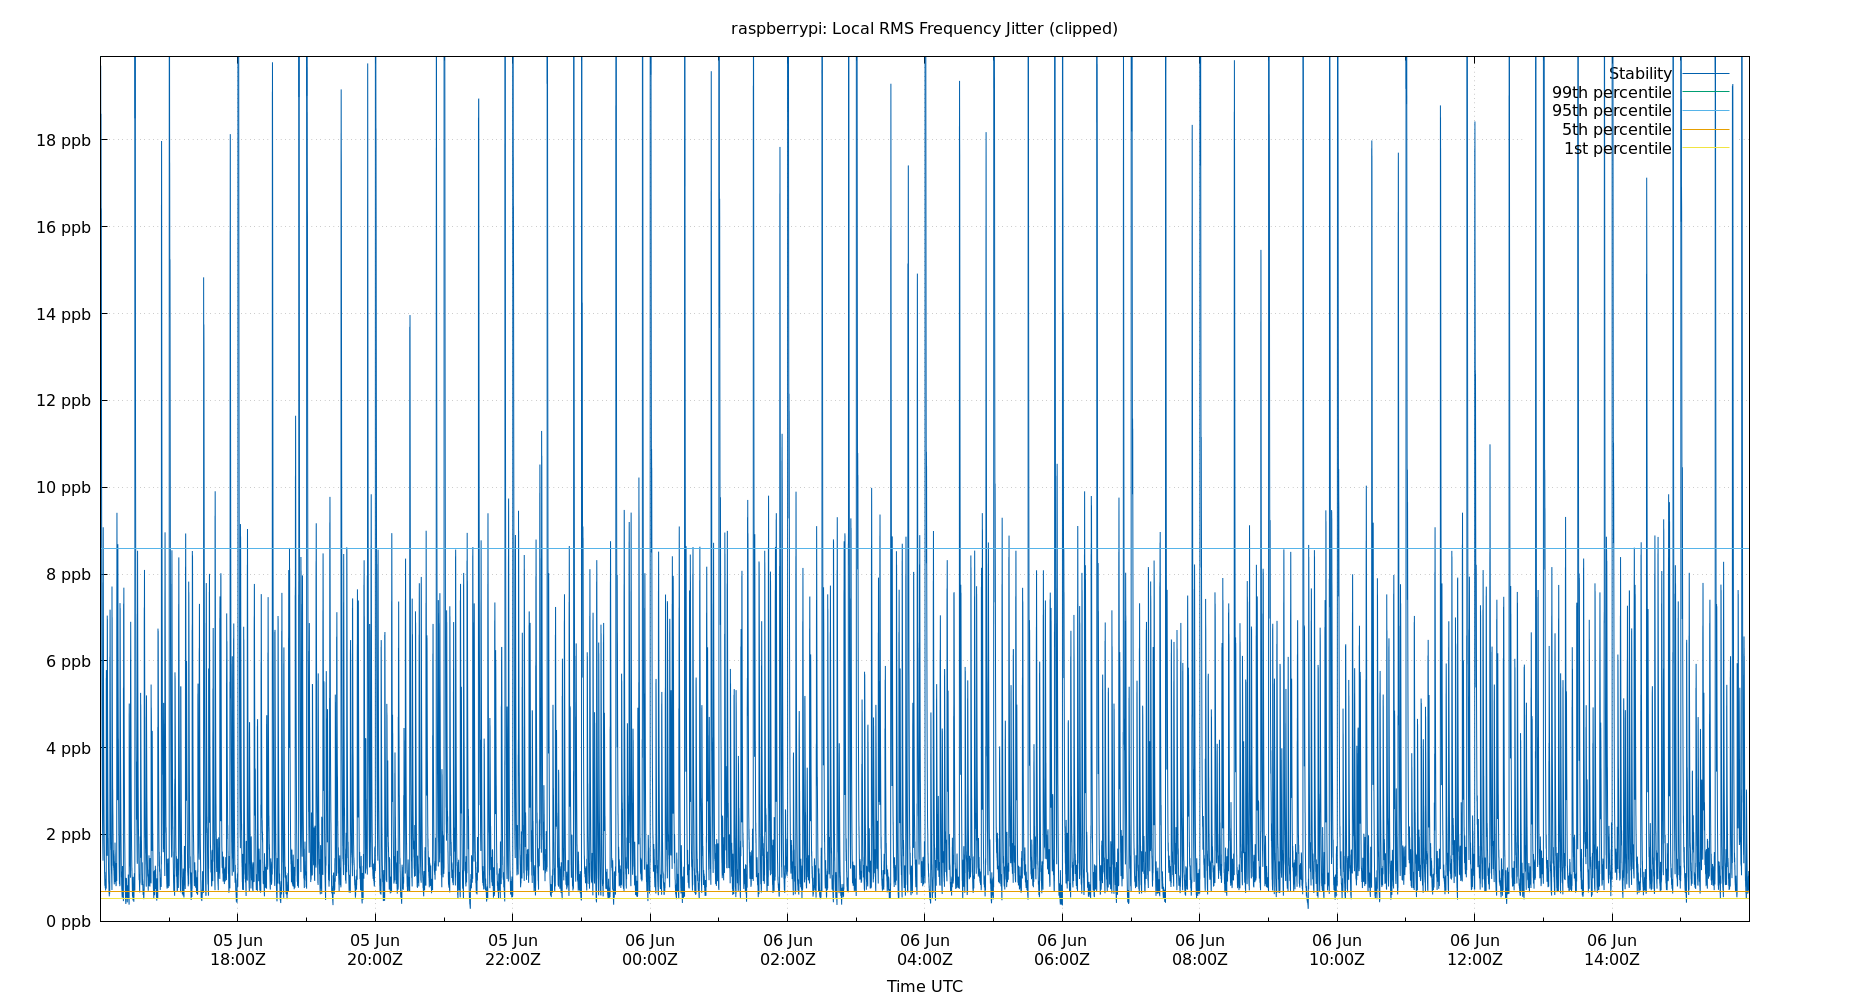 raspberrypi: Local RMS Frequency Jitter (clipped)
Stability
99th percentile
95th percentile
5th percentile
1st percentile
18 ppb
16 ppb
14 ppb
12 ppb
10 ppb
8 ppb
6 ppb
4 ppb
2 ppb
0 ppb
05 Jun 05 Jun 05 Jun 06 Jun 06 Jun 06 Jun 06 Jun 06 Jun 06 Jun 06 Jun 06 Jun
18:00Z 20:00Z 22:00Z 00:00Z 02:00Z 04:00Z 06:00Z 08:00Z 10:00Z 12:00Z 14:00Z
Time UTC